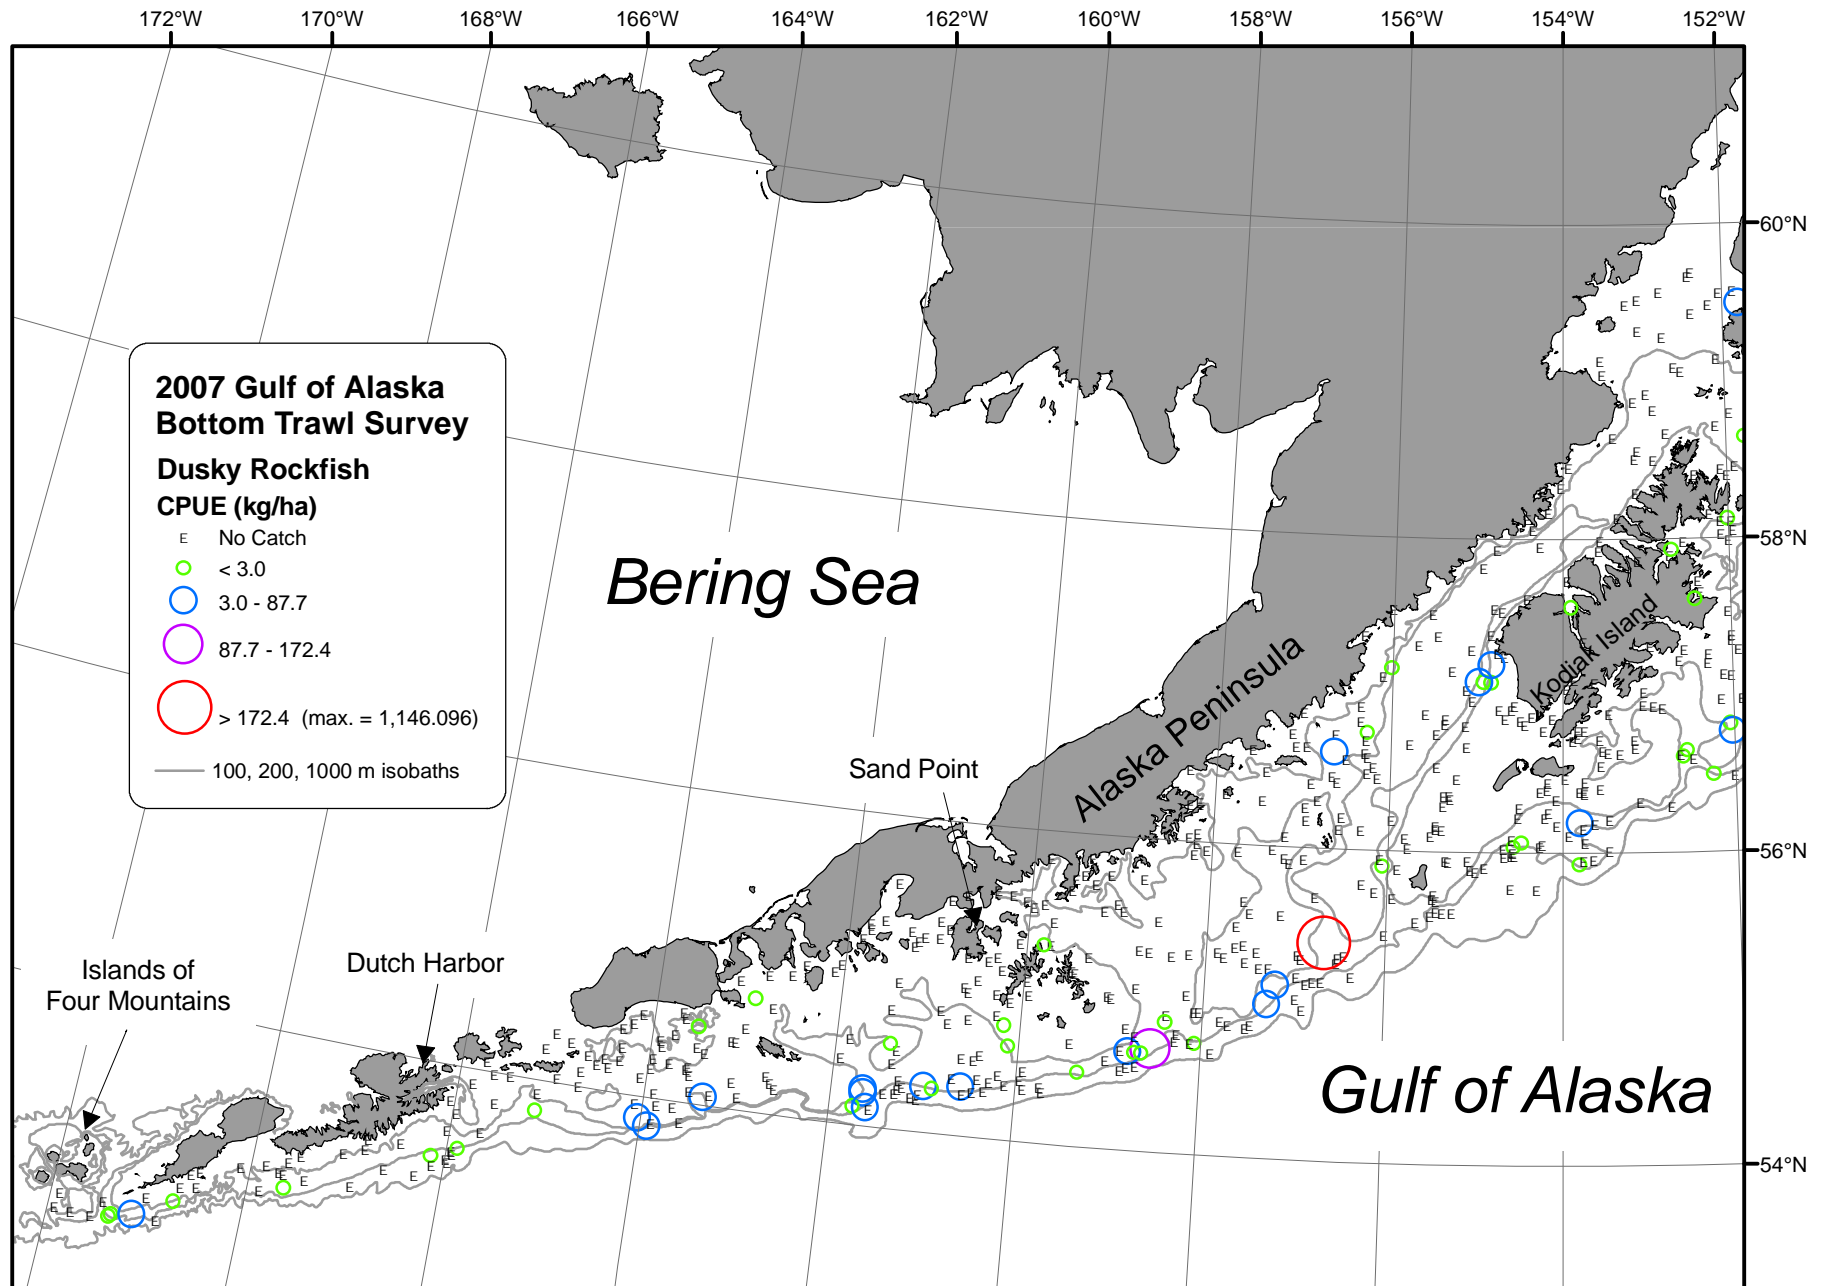 172°W 170°W 168°W 166°W 164°W 162°W 160°W 158°W 156°W 154°W 152°W
60°N
2007 Gulf of Alaska
Bottom Trawl Survey
Dusky Rockfish
CPUE (kg/ha)
E No Catch
< 3.0
3.0 - 87.7
87.7 - 172.4
> 172.4 (max. = 1,146.096)
100, 200, 1000 m isobaths
58°N
Bering Sea
Kodiak Island
Alaska Peninsula
Sand Point
56°N
Dutch Harbor
Islands of
Four Mountains
Gulf of Alaska
54°N